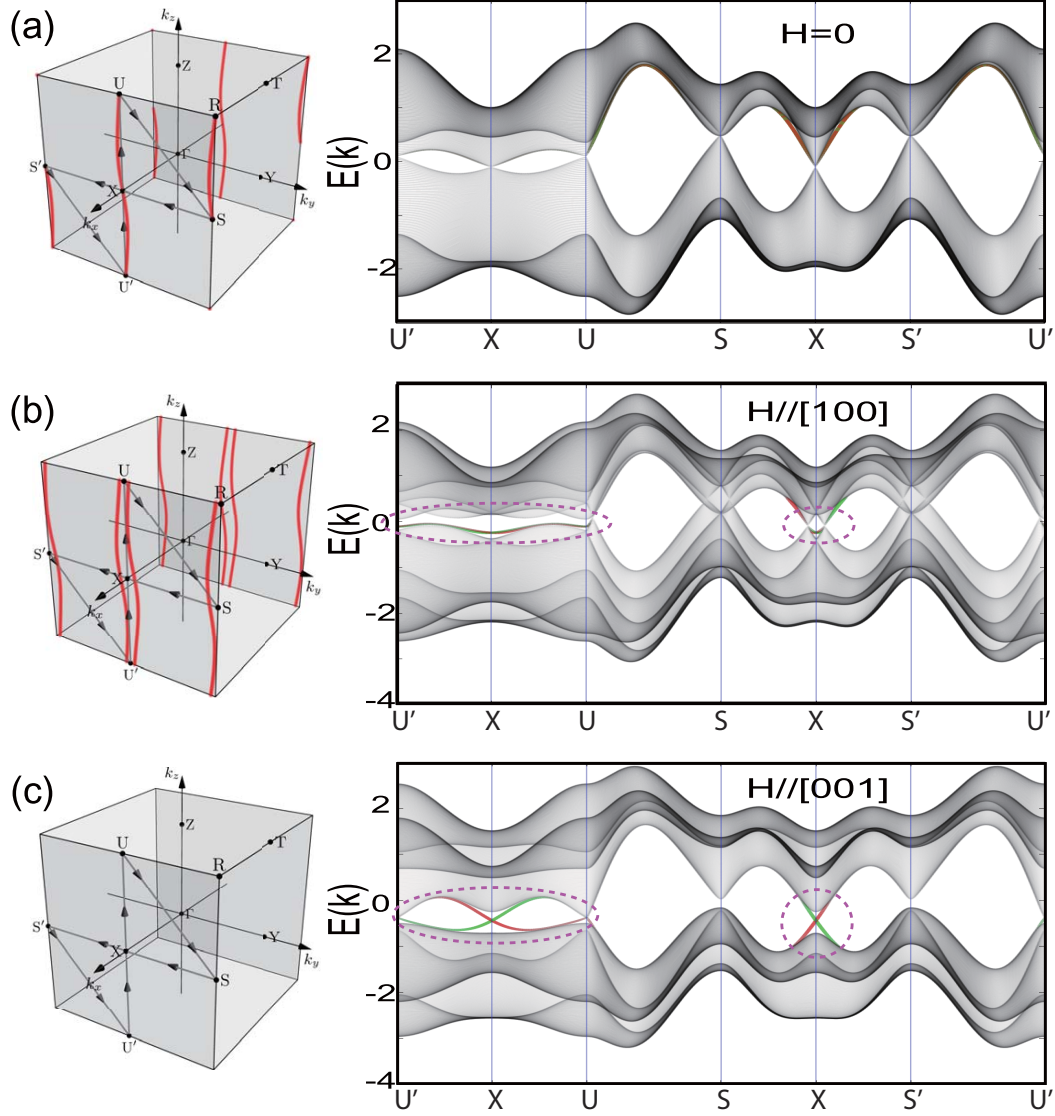 (a)
k_z
Z
U
T
R
S′
Γ
X
Y
k_y
k_x
S
U′
H=0
E(k)
2
0
-2
U′ X U S X S′ U′
(b)
k_z
Z
U
T
R
S′
Γ
X
Y
k_y
k_x
S
U′
H//[100]
E(k)
2
0
-2
-4
U′ X U S X S′ U′
(c)
k_z
Z
U
T
R
S′
Γ
X
Y
k_y
k_x
S
U′
H//[001]
E(k)
2
0
-2
-4
U′ X U S X S′ U′